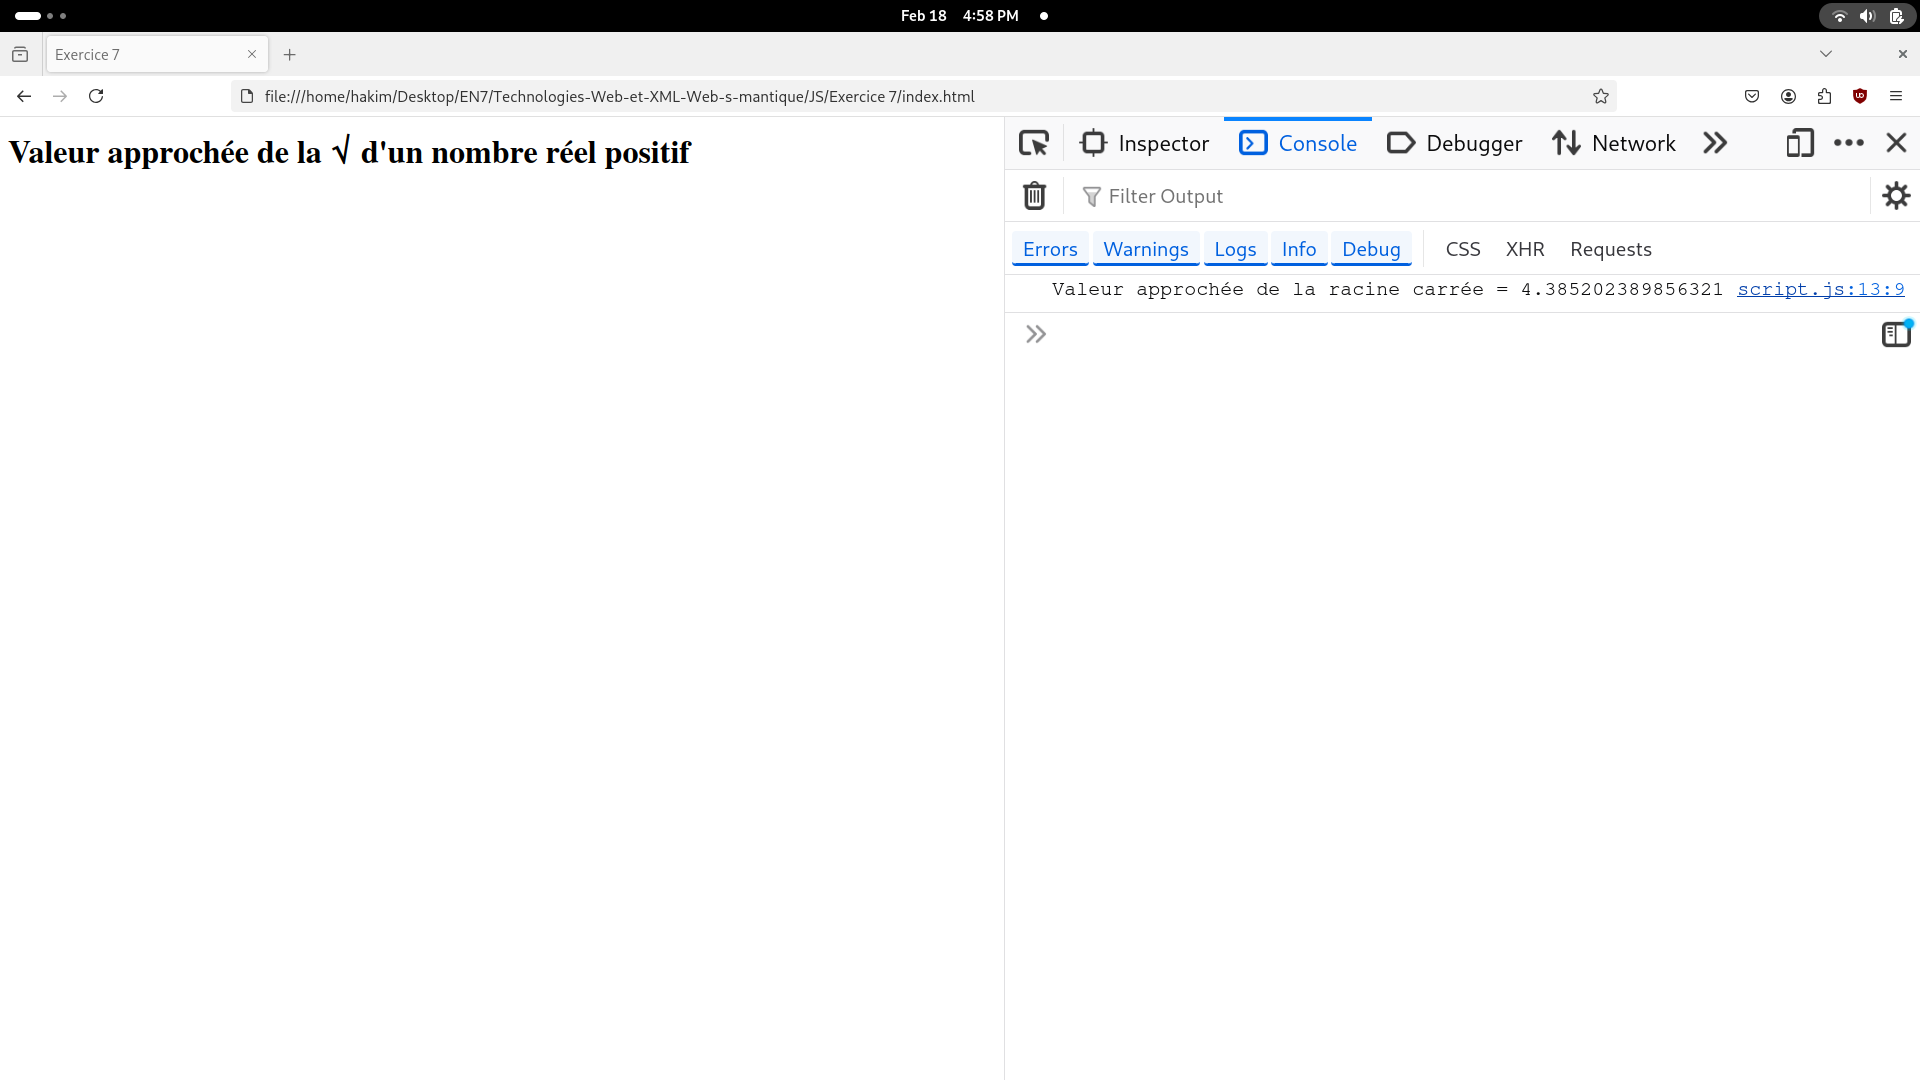 Feb 18 4:58 PM
Exercice 7
file:///home/hakim/Desktop/EN7/Technologies-Web-et-XML-Web-s-mantique/JS/Exercice 7/index.html
Valeur approchée de la √ d'un nombre réel positif
Inspector Console Debugger Network
Filter Output
Errors Warnings Logs Info Debug CSS XHR Requests
Valeur approchée de la racine carrée = 4.385202389856321 script.js:13:9